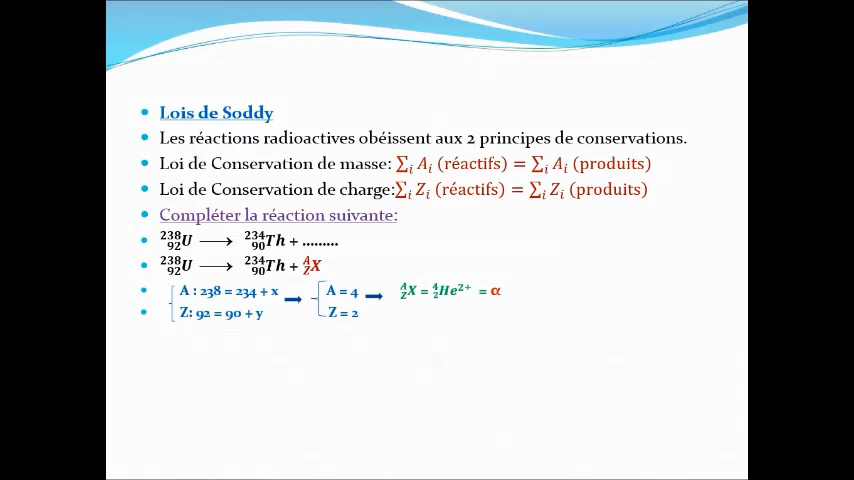 Lois de Soddy
Les réactions radioactives obéissent aux 2 principes de conservations.
Loi de Conservation de masse: ∑ᵢ Aᵢ (réactifs) = ∑ᵢ Aᵢ (produits)
Loi de Conservation de charge:∑ᵢ Zᵢ (réactifs) = ∑ᵢ Zᵢ (produits)
Compléter la réaction suivante:
²³⁸₉₂U ⟶ ²³⁴₉₀Th + .........
²³⁸₉₂U ⟶ ²³⁴₉₀Th + ᴬ_Z X
A : 238 = 234 + x ➡ A = 4 ➡ ᴬ_Z X = ⁴₂He²⁺ = α
Z: 92 = 90 + y Z = 2